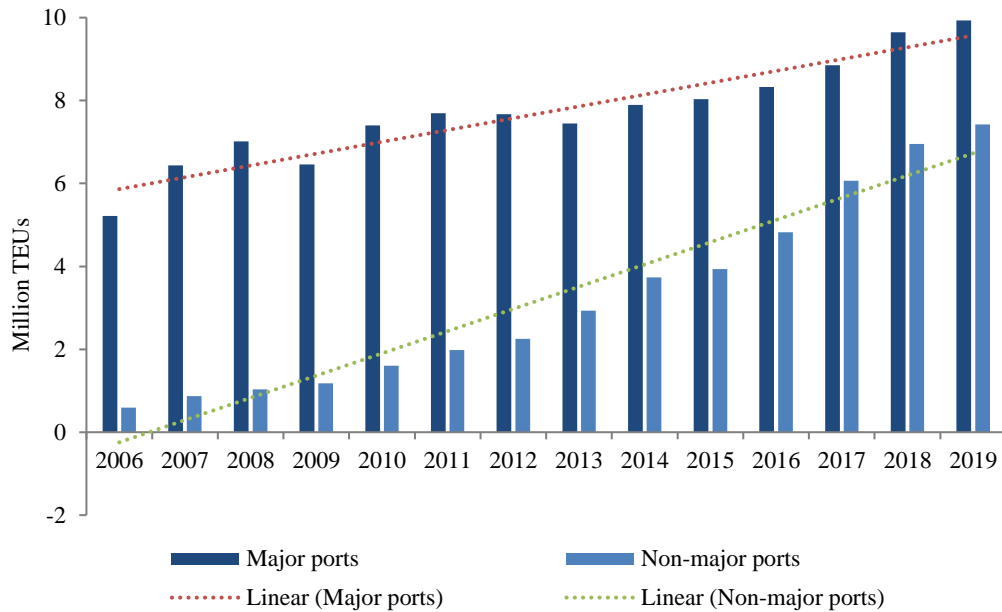 10
8
6
4
2
0
-2
Million TEUs
2006 2007 2008 2009 2010 2011 2012 2013 2014 2015 2016 2017 2018 2019
Major ports Non-major ports
Linear (Major ports) Linear (Non-major ports)